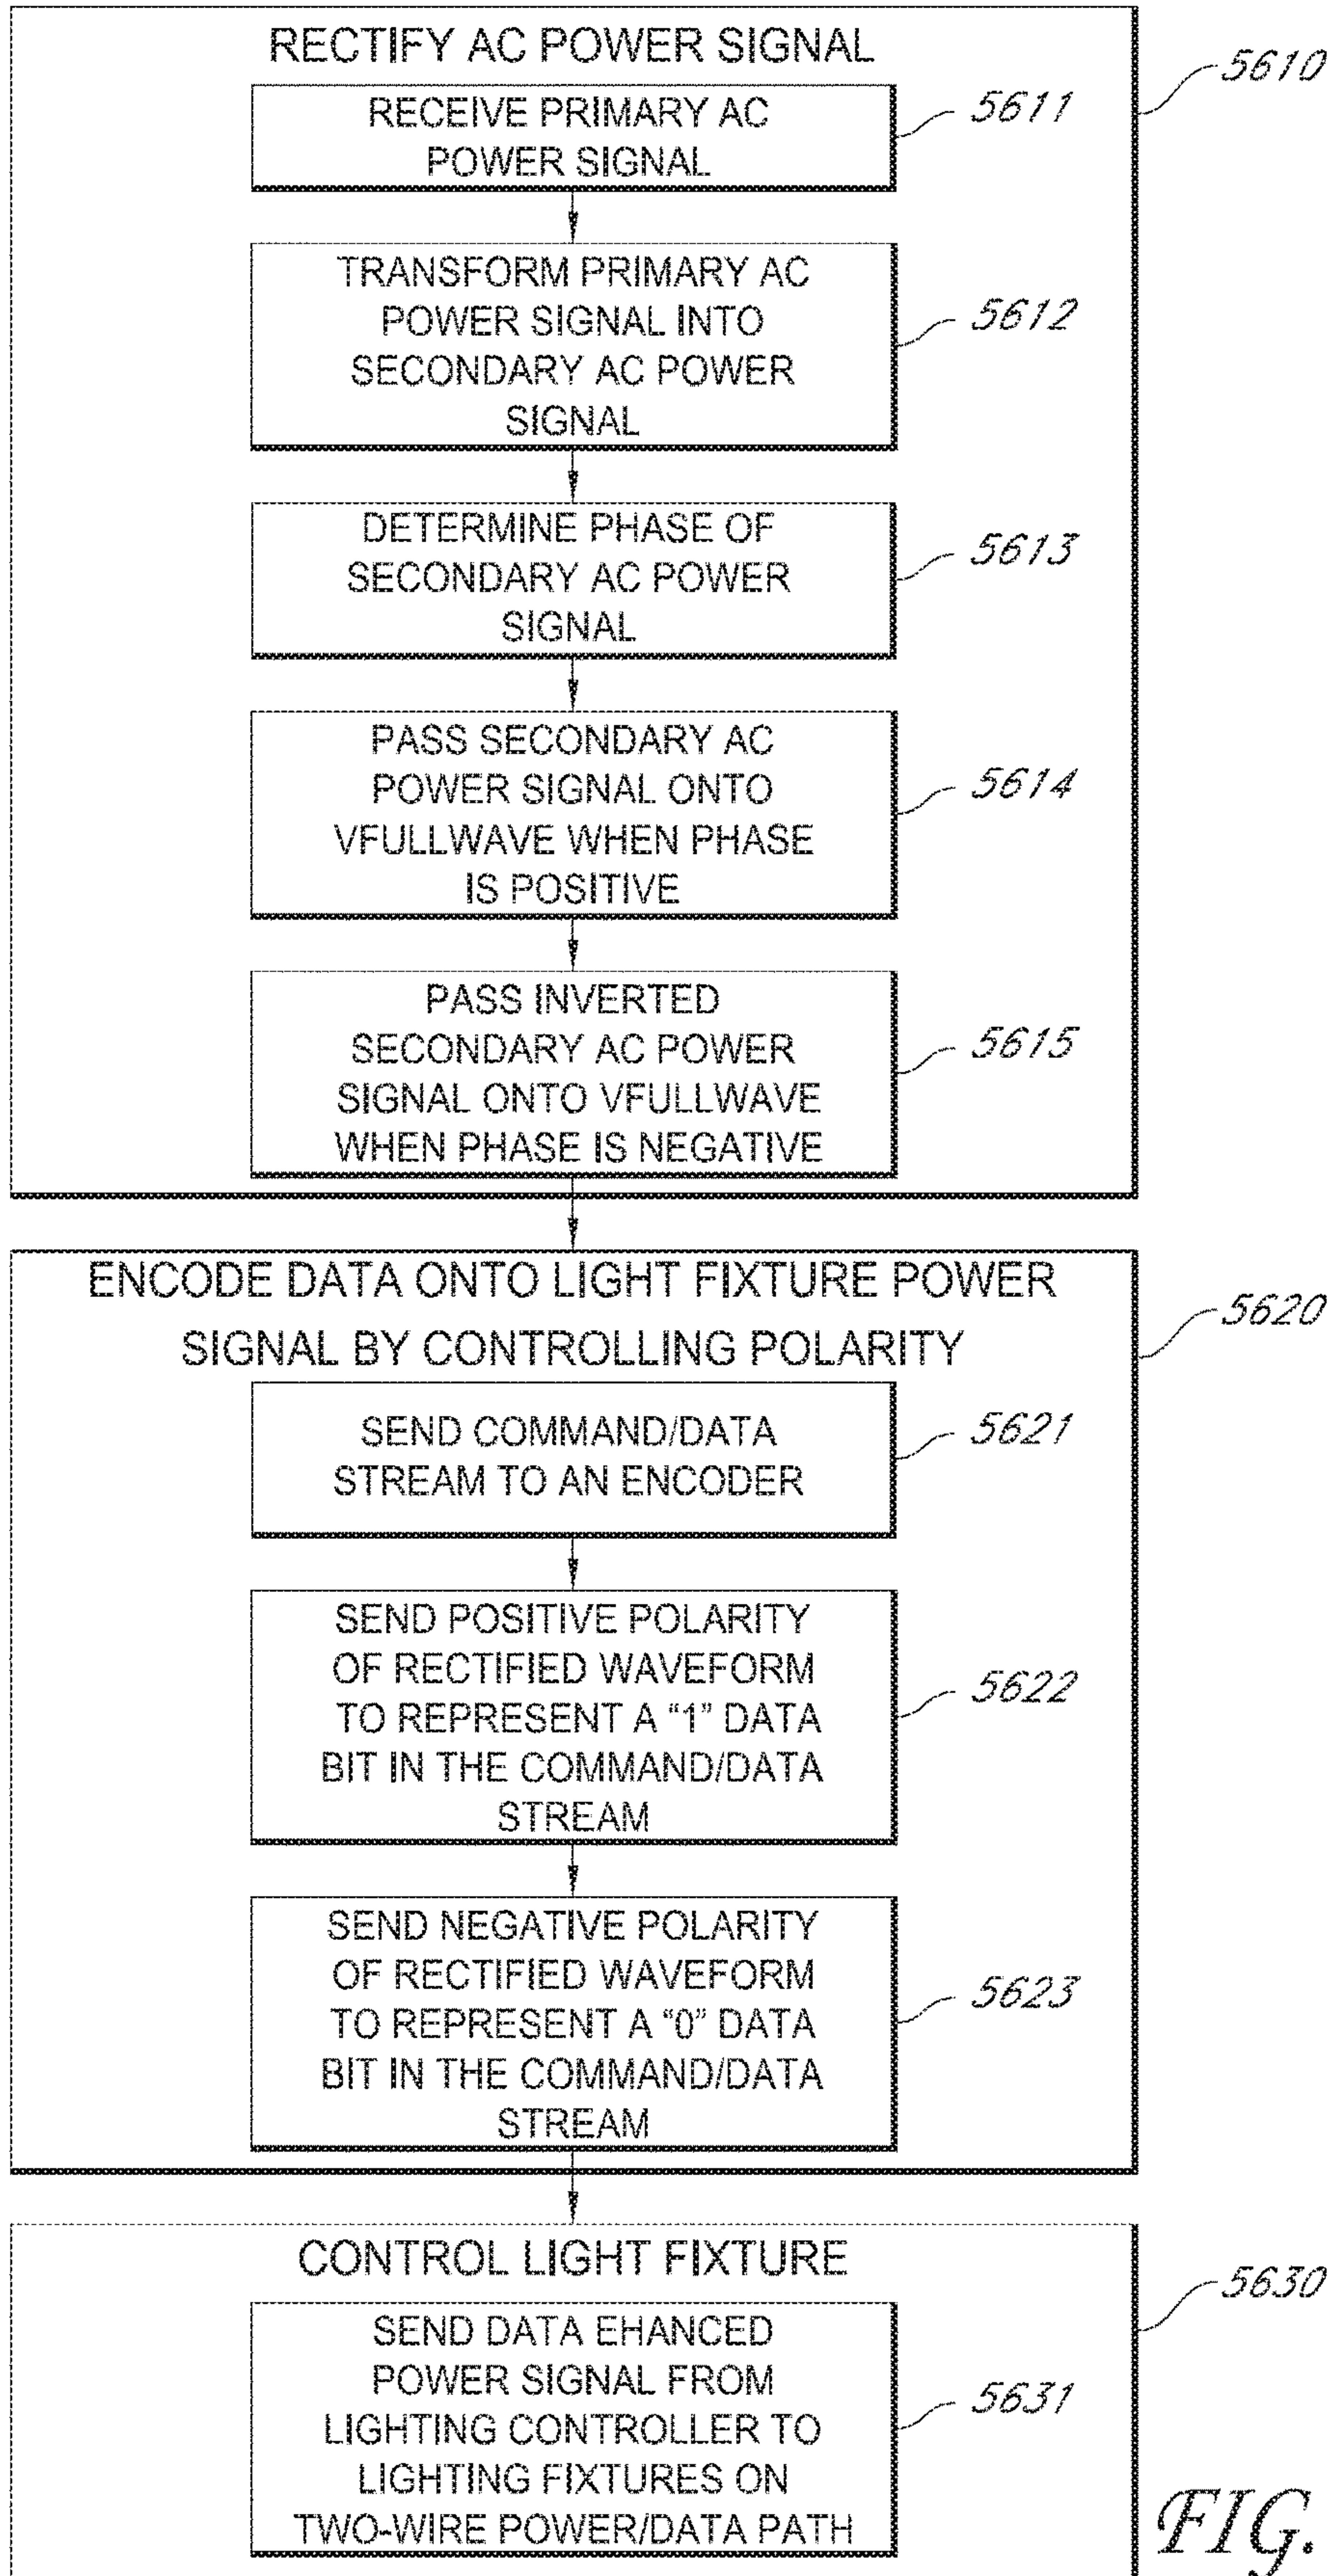 RECTIFY AC POWER SIGNAL
5610
RECEIVE PRIMARY AC
POWER SIGNAL
5611
TRANSFORM PRIMARY AC
POWER SIGNAL INTO
SECONDARY AC POWER
SIGNAL
5612
DETERMINE PHASE OF
SECONDARY AC POWER
SIGNAL
5613
PASS SECONDARY AC
POWER SIGNAL ONTO
VFULLWAVE WHEN PHASE
IS POSITIVE
5614
PASS INVERTED
SECONDARY AC POWER
SIGNAL ONTO VFULLWAVE
WHEN PHASE IS NEGATIVE
5615
ENCODE DATA ONTO LIGHT FIXTURE POWER
SIGNAL BY CONTROLLING POLARITY
5620
SEND COMMAND/DATA
STREAM TO AN ENCODER
5621
SEND POSITIVE POLARITY
OF RECTIFIED WAVEFORM
TO REPRESENT A “1” DATA
BIT IN THE COMMAND/DATA
STREAM
5622
SEND NEGATIVE POLARITY
OF RECTIFIED WAVEFORM
TO REPRESENT A “0” DATA
BIT IN THE COMMAND/DATA
STREAM
5623
CONTROL LIGHT FIXTURE
5630
SEND DATA EHANCED
POWER SIGNAL FROM
LIGHTING CONTROLLER TO
LIGHTING FIXTURES ON
TWO-WIRE POWER/DATA PATH
5631
FIG.